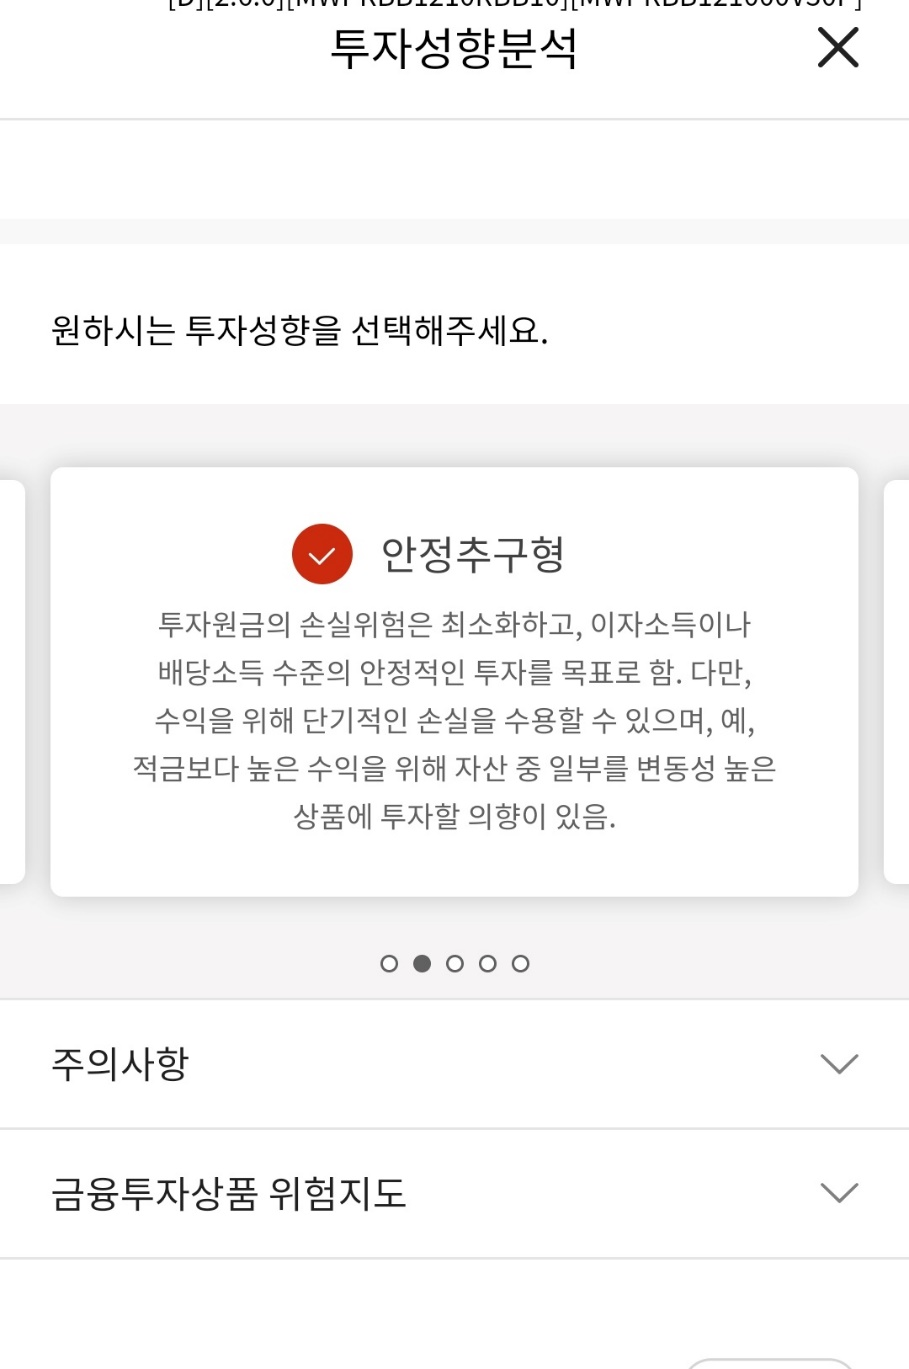 투자성향분석
원하시는 투자성향을 선택해주세요.
안정추구형
투자원금의 손실위험은 최소화하고, 이자소득이나
배당소득 수준의 안정적인 투자를 목표로 함. 다만,
수익을 위해 단기적인 손실을 수용할 수 있으며, 예,
적금보다 높은 수익을 위해 자산 중 일부를 변동성 높은
상품에 투자할 의향이 있음.
주의사항
금융투자상품 위험지도